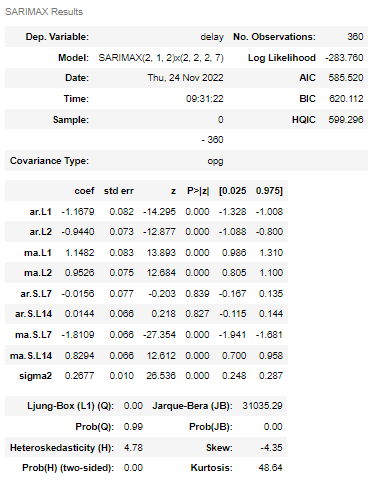 SARIMAX Results
Dep. Variable: delay No. Observations: 360
Model: SARIMAX(2, 1, 2)x(2, 2, 2, 7) Log Likelihood -283.760
Date: Thu, 24 Nov 2022 AIC 585.520
Time: 09:31:22 BIC 620.112
Sample: 0 HQIC 599.296
- 360
Covariance Type: opg
coef std err z P>|z| [0.025 0.975]
ar.L1 -1.1679 0.082 -14.295 0.000 -1.328 -1.008
ar.L2 -0.9440 0.073 -12.877 0.000 -1.088 -0.800
ma.L1 1.1482 0.083 13.893 0.000 0.986 1.310
ma.L2 0.9526 0.075 12.684 0.000 0.805 1.100
ar.S.L7 -0.0156 0.077 -0.203 0.839 -0.167 0.135
ar.S.L14 0.0144 0.066 0.218 0.827 -0.115 0.144
ma.S.L7 -1.8109 0.066 -27.354 0.000 -1.941 -1.681
ma.S.L14 0.8294 0.066 12.612 0.000 0.700 0.958
sigma2 0.2677 0.010 26.536 0.000 0.248 0.287
Ljung-Box (L1) (Q): 0.00 Jarque-Bera (JB): 31035.29
Prob(Q): 0.99 Prob(JB): 0.00
Heteroskedasticity (H): 4.78 Skew: -4.35
Prob(H) (two-sided): 0.00 Kurtosis: 48.64